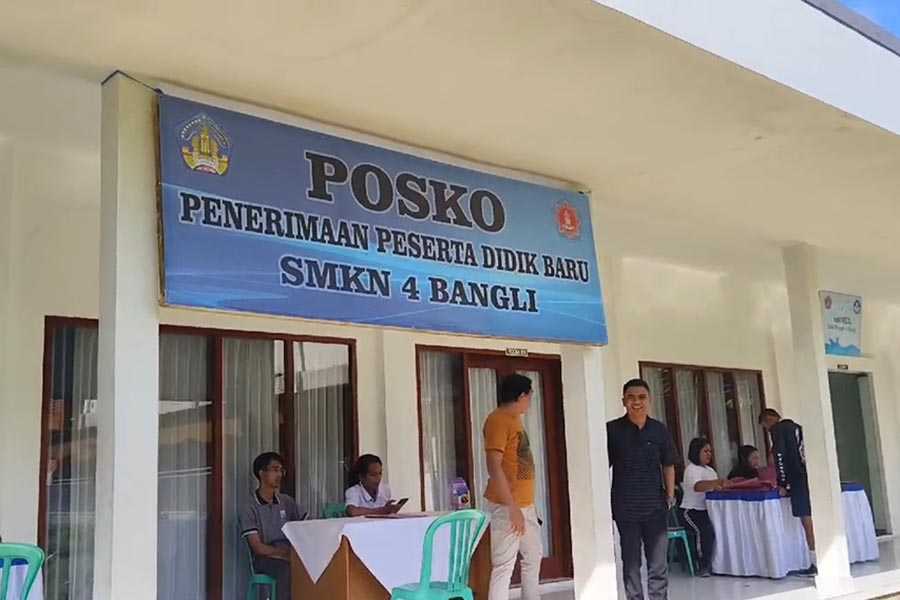 POSKO
PENERIMAAN PESERTA DIDIK BARU
SMKN 4 BANGLI